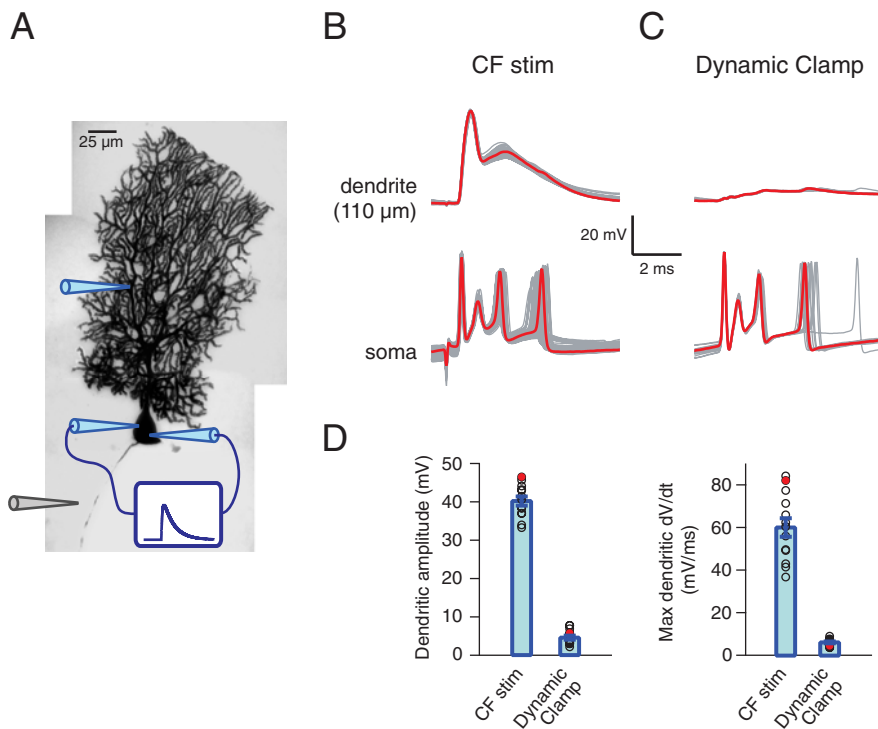 A
B
C
CF stim
Dynamic Clamp
25 µm
dendrite
(110 µm)
20 mV
2 ms
soma
D
Dendritic amplitude (mV)
50
40
30
20
10
0
CF stim
Dynamic
Clamp
Max dendritic dV/dt
(mV/ms)
80
60
40
20
0
CF stim
Dynamic
Clamp